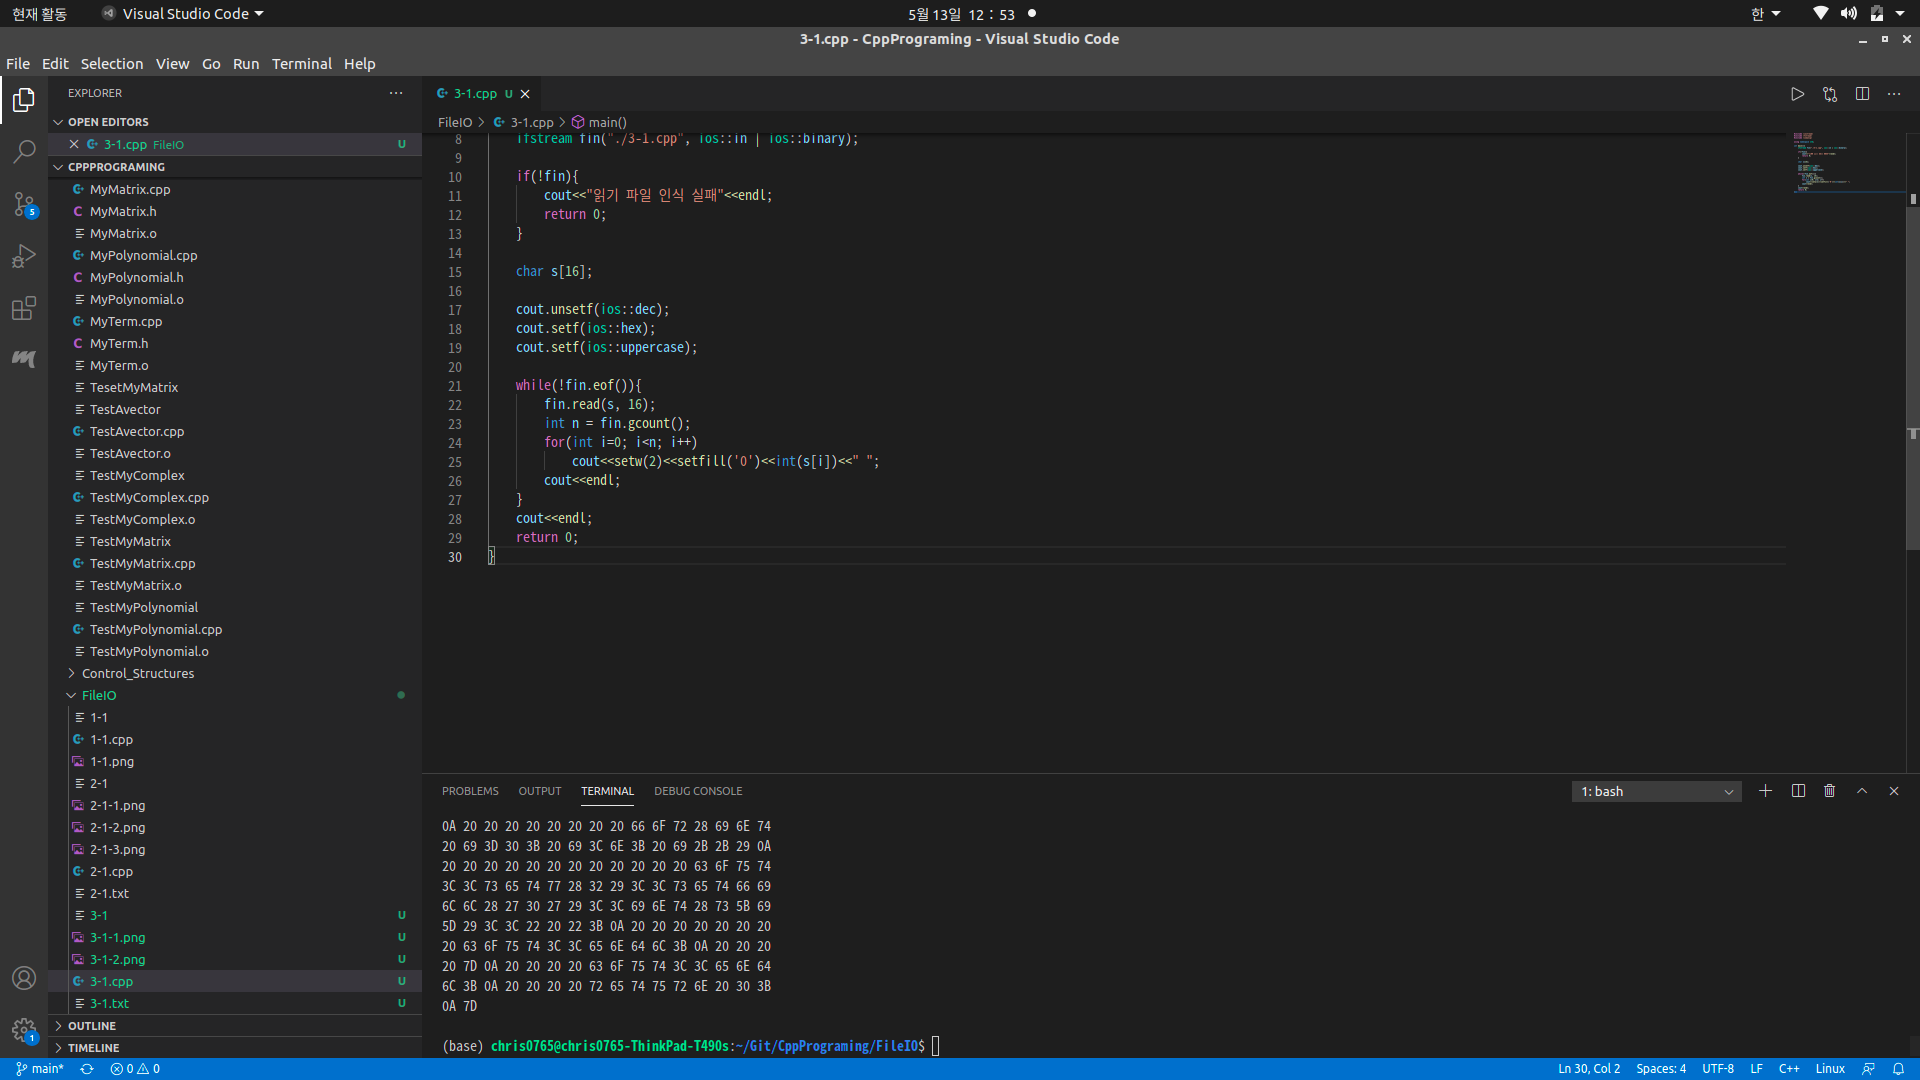 현재 활동
Visual Studio Code
5월 13일 12 : 53
한
3-1.cpp - CppPrograming - Visual Studio Code
File Edit Selection View Go Run Terminal Help
EXPLORER
OPEN EDITORS
3-1.cpp FileIO U
CPPPROGRAMING
MyMatrix.cpp
MyMatrix.h
MyMatrix.o
MyPolynomial.cpp
MyPolynomial.h
MyPolynomial.o
MyTerm.cpp
MyTerm.h
MyTerm.o
TesetMyMatrix
TestAvector
TestAvector.cpp
TestAvector.o
TestMyComplex
TestMyComplex.cpp
TestMyComplex.o
TestMyMatrix
TestMyMatrix.cpp
TestMyMatrix.o
TestMyPolynomial
TestMyPolynomial.cpp
TestMyPolynomial.o
Control_Structures
FileIO
1-1
1-1.cpp
1-1.png
2-1
2-1-1.png
2-1-2.png
2-1-3.png
2-1.cpp
2-1.txt
3-1 U
3-1-1.png U
3-1-2.png U
3-1.cpp U
3-1.txt U
OUTLINE
TIMELINE
5
1
3-1.cpp U
FileIO > 3-1.cpp > main()
8 ifstream fin("./3-1.cpp", ios::in | ios::binary);
9
10 if(!fin){
11 cout<<"읽기 파일 인식 실패"<<endl;
12 return 0;
13 }
14
15 char s[16];
16
17 cout.unsetf(ios::dec);
18 cout.setf(ios::hex);
19 cout.setf(ios::uppercase);
20
21 while(!fin.eof()){
22 fin.read(s, 16);
23 int n = fin.gcount();
24 for(int i=0; i<n; i++)
25 cout<<setw(2)<<setfill('0')<<int(s[i])<<" ";
26 cout<<endl;
27 }
28 cout<<endl;
29 return 0;
30 }
PROBLEMS OUTPUT TERMINAL DEBUG CONSOLE
1: bash
0A 20 20 20 20 20 20 20 20 66 6F 72 28 69 6E 74
20 69 3D 30 3B 20 69 3C 6E 3B 20 69 2B 2B 29 0A
20 20 20 20 20 20 20 20 20 20 20 20 63 6F 75 74
3C 3C 73 65 74 77 28 32 29 3C 3C 73 65 74 66 69
6C 6C 28 27 30 27 29 3C 3C 69 6E 74 28 73 5B 69
5D 29 3C 3C 22 20 22 3B 0A 20 20 20 20 20 20 20
20 63 6F 75 74 3C 3C 65 6E 64 6C 3B 0A 20 20 20
20 7D 0A 20 20 20 20 63 6F 75 74 3C 3C 65 6E 64
6C 3B 0A 20 20 20 20 72 65 74 75 72 6E 20 30 3B
0A 7D
(base) chris0765@chris0765-ThinkPad-T490s:~/Git/CppPrograming/FileIO$
main* 0 0
Ln 30, Col 2 Spaces: 4 UTF-8 LF C++ Linux